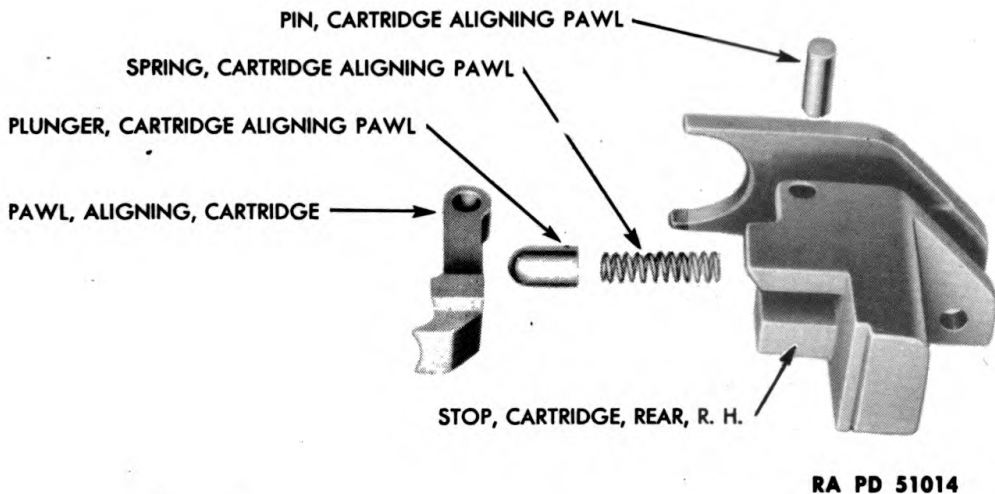 PIN, CARTRIDGE ALIGNING PAWL
SPRING, CARTRIDGE ALIGNING PAWL
PLUNGER, CARTRIDGE ALIGNING PAWL
PAWL, ALIGNING, CARTRIDGE
STOP, CARTRIDGE, REAR, R. H.
RA PD 51014